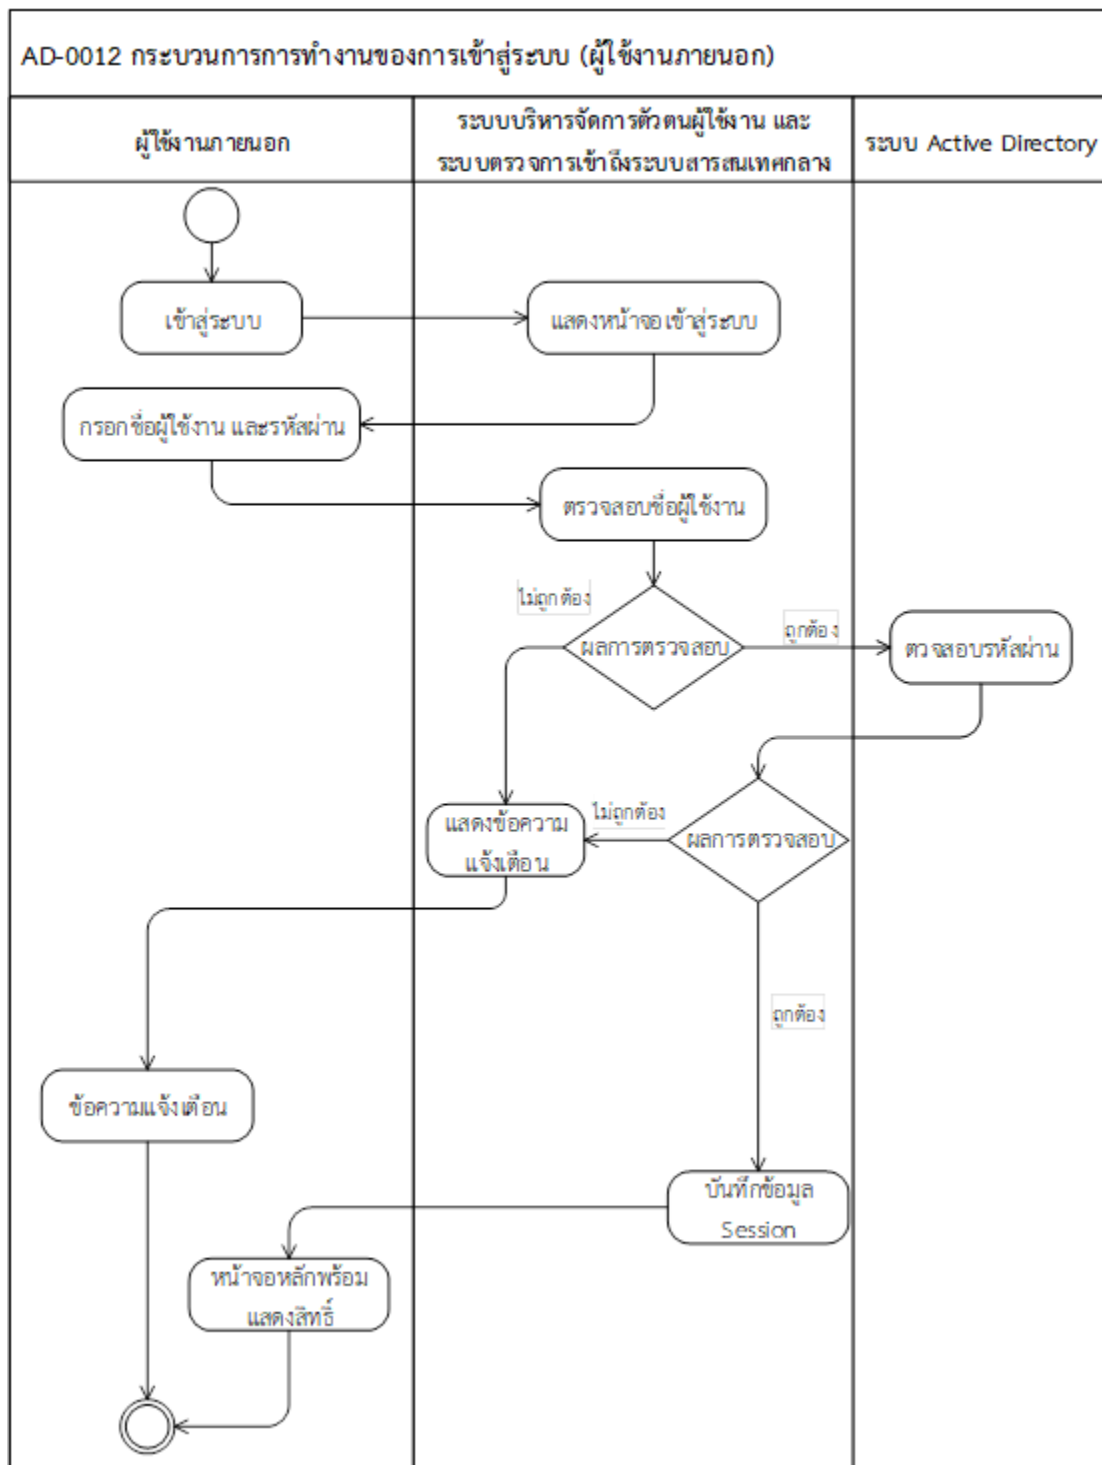 AD-0012 กระบวนการการทำงานของการเข้าสู่ระบบ (ผู้ใช้งานภายนอก)
ผู้ใช้งานภายนอก
ระบบบริหารจัดการตัวตนผู้ใช้งาน และ
ระบบตรวจการเข้าถึงระบบสารสนเทศกลาง
ระบบ Active Directory
เข้าสู่ระบบ
แสดงหน้าจอเข้าสู่ระบบ
กรอกชื่อผู้ใช้งาน และรหัสผ่าน
ตรวจสอบชื่อผู้ใช้งาน
ไม่ถูกต้อง
ผลการตรวจสอบ
ถูกต้อง
ตวจสอบรหัสผ่าน
แสดงข้อความ
แจ้งเตือน
ไม่ถูกต้อง
ผลการตรวจสอบ
ถูกต้อง
ข้อความแจ้งเตือน
บันทึกข้อมูล
Session
หน้าจอหลักพร้อม
แสดงสิทธิ์